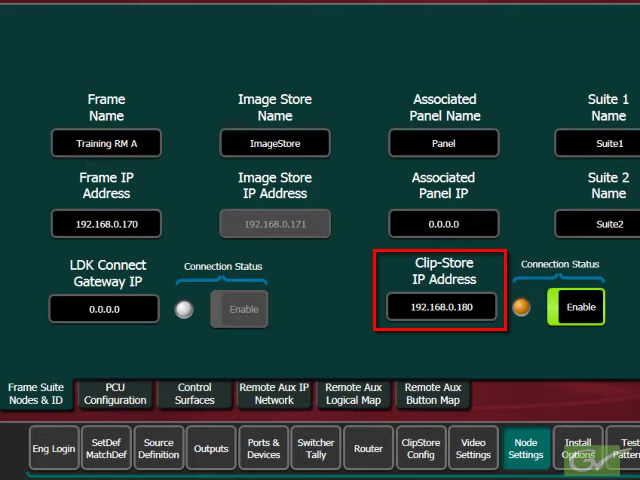 Frame
Name
Image Store
Name
Associated
Panel Name
Suite 1
Name
Training RM A
ImageStore
Panel
Suite1
Frame IP
Address
Image Store
IP Address
Associated
Panel IP
Suite 2
Name
192.168.0.170
192.168.0.171
0.0.0.0
Suite2
LDK Connect
Gateway IP
Connection Status
Clip-Store
IP Address
Connection Status
0.0.0.0
Enable
192.168.0.180
Enable
Frame Suite
Nodes & ID
PCU
Configuration
Control
Surfaces
Remote Aux IP
Network
Remote Aux
Logical Map
Remote Aux
Button Map
Eng Login
SetDef
MatchDef
Source
Definition
Outputs
Ports &
Devices
Switcher
Tally
Router
ClipStore
Config
Video
Settings
Node
Settings
Install
Options
Test
Pattern